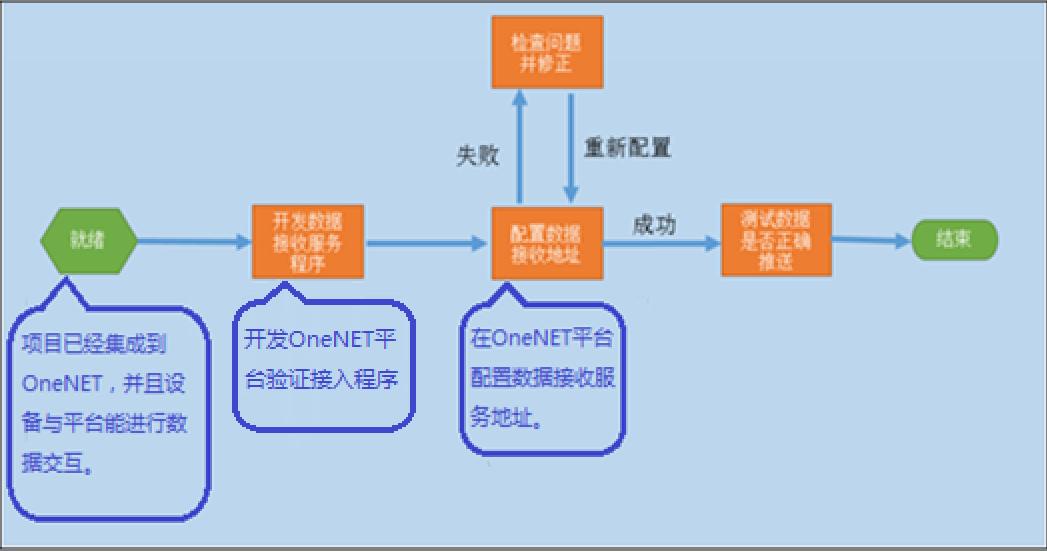 检查问题
并修正
失败
重新配置
就绪
开发数据
接收服务
程序
配置数据
接收地址
成功
测试数据
是否正确
推送
结束
项目已经集成到
OneNET，并且设
备与平台能进行数
据交互。
开发OneNET平
台验证接入程序
在OneNET平台
配置数据接收服
务地址。